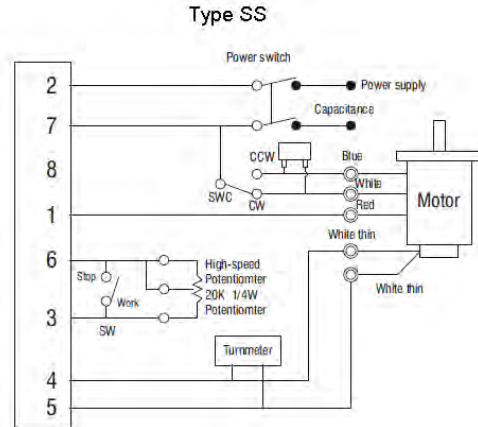 Type SS
Power switch
2
Power supply
Capacitance
7
CCW
Blue
8
White
SWC
CW
Red
Motor
1
White thin
6
Stop
High-speed
Potentiomter
20K 1/4W
Potentiomter
Work
White thin
3
SW
Turnmeter
4
5